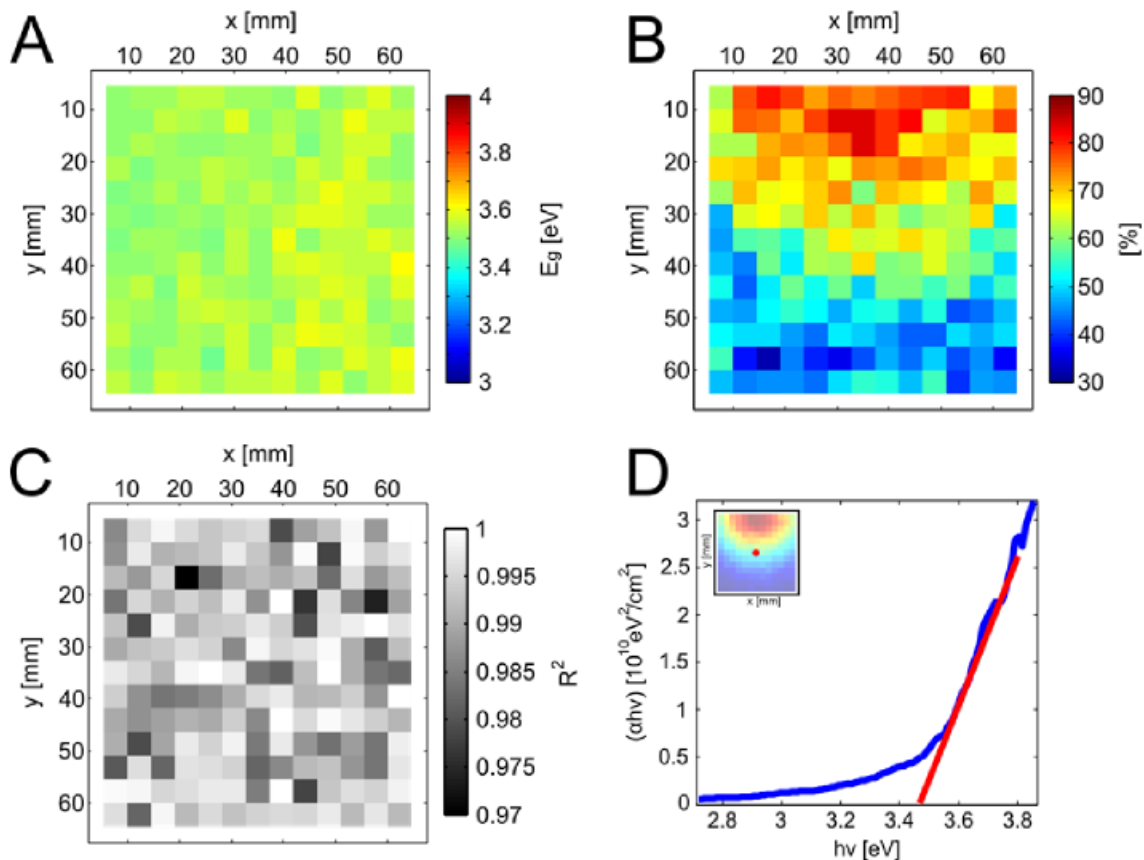 A
x [mm]
10 20 30 40 50 60
10
20
30
40
50
60
y [mm]
4
3.8
3.6
3.4
3.2
3
Eg [eV]
B
x [mm]
10 20 30 40 50 60
10
20
30
40
50
60
y [mm]
90
80
70
60
50
40
30
[%]
C
x [mm]
10 20 30 40 50 60
10
20
30
40
50
60
y [mm]
1
0.995
0.99
0.985
0.98
0.975
0.97
R²
D
3
2.5
2
1.5
1
0.5
0
(αhν) [10¹⁰eV²/cm²]
y [mm]
x [mm]
2.8 3 3.2 3.4 3.6 3.8
hν [eV]